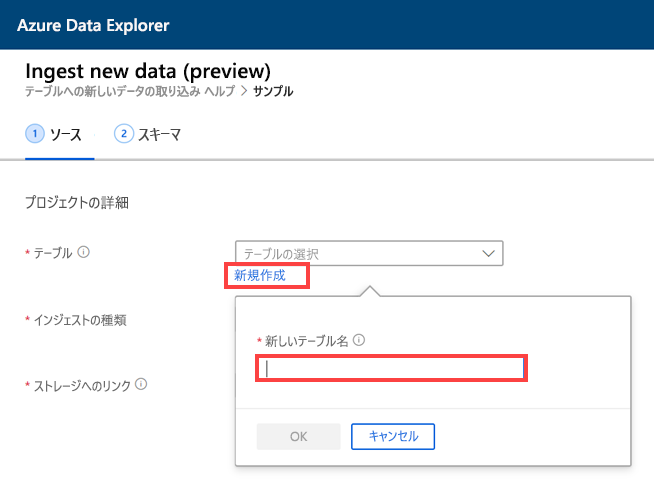 Azure Data Explorer
Ingest new data (preview)
テーブルへの新しいデータの取り込み ヘルプ > サンプル
1 ソース 2 スキーマ
プロジェクトの詳細
* テーブル
テーブルの選択
新規作成
* インジェストの種類
* 新しいテーブル名
* ストレージへのリンク
OK キャンセル